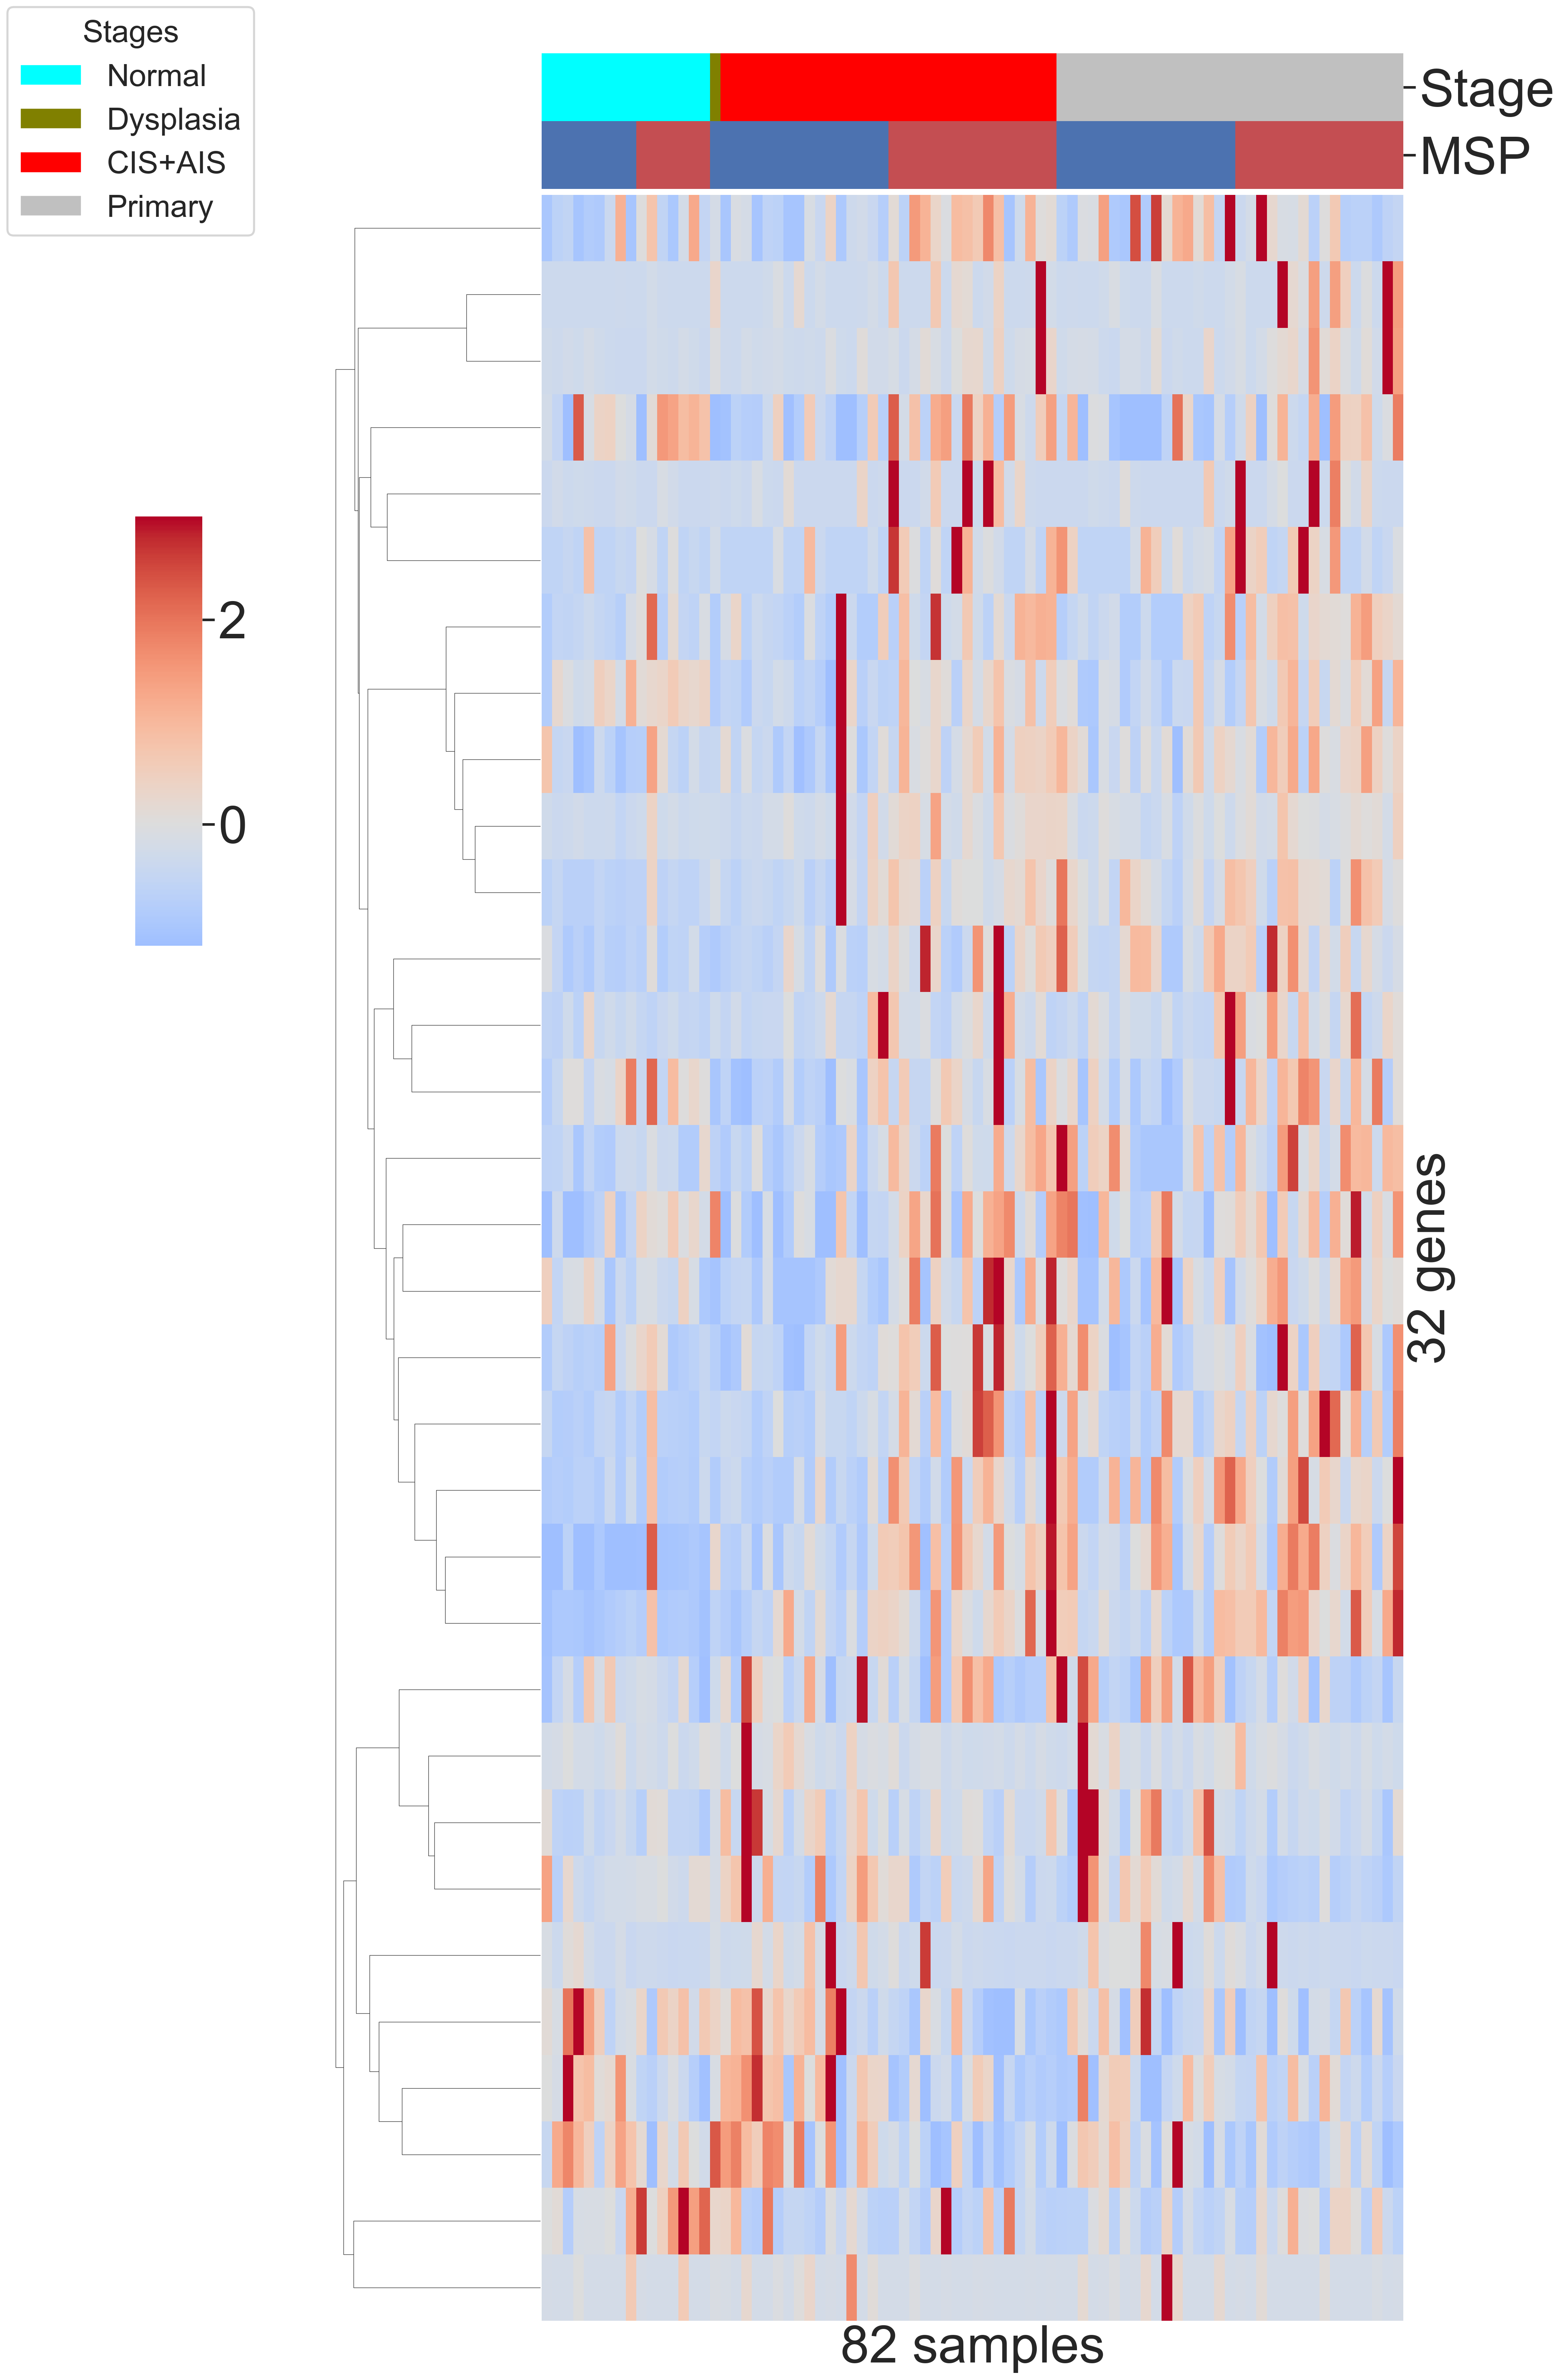 Stages
Normal
Dysplasia
CIS+AIS
Primary
Stage
MSP
2
0
32 genes
82 samples